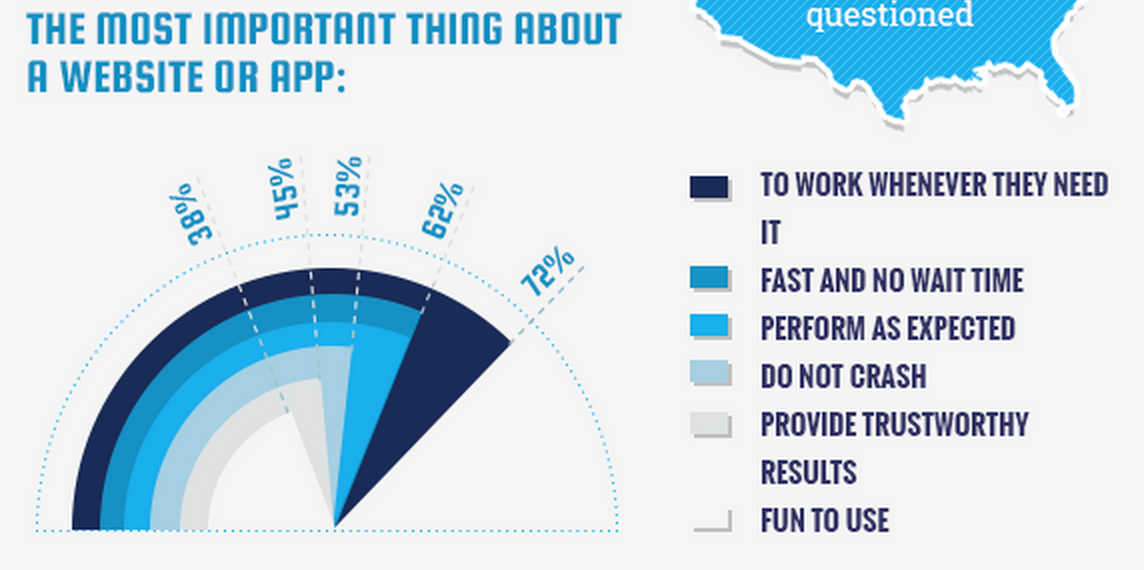 THE MOST IMPORTANT THING ABOUT
A WEBSITE OR APP:
questioned
38%
45%
53%
62%
72%
TO WORK WHENEVER THEY NEED
IT
FAST AND NO WAIT TIME
PERFORM AS EXPECTED
DO NOT CRASH
PROVIDE TRUSTWORTHY
RESULTS
FUN TO USE